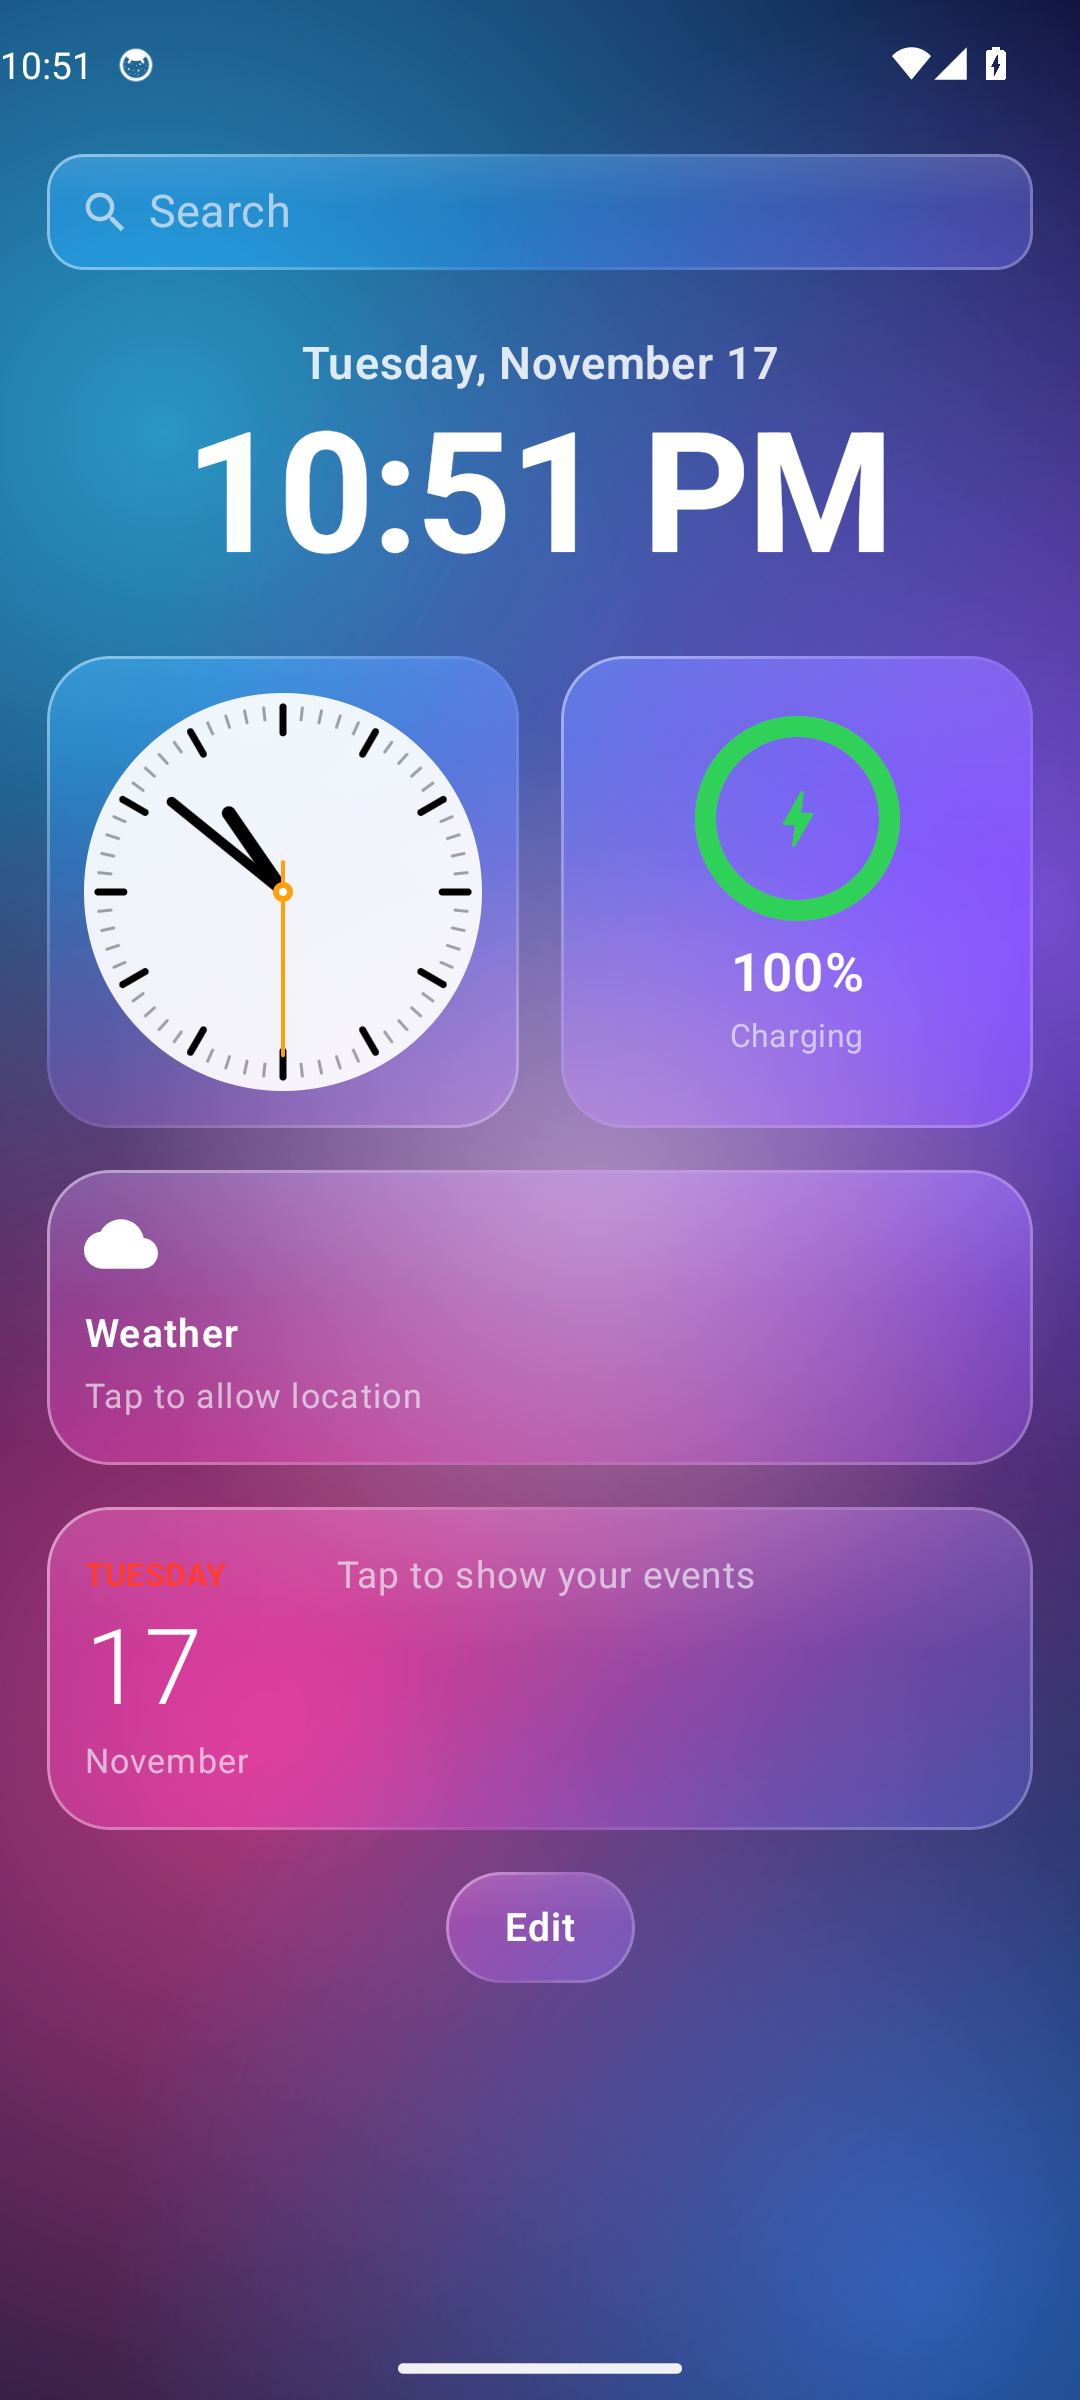 10:51
Search
Tuesday, November 17
10:51 PM
100%
Charging
Weather
Tap to allow location
TUESDAY
Tap to show your events
17
November
Edit